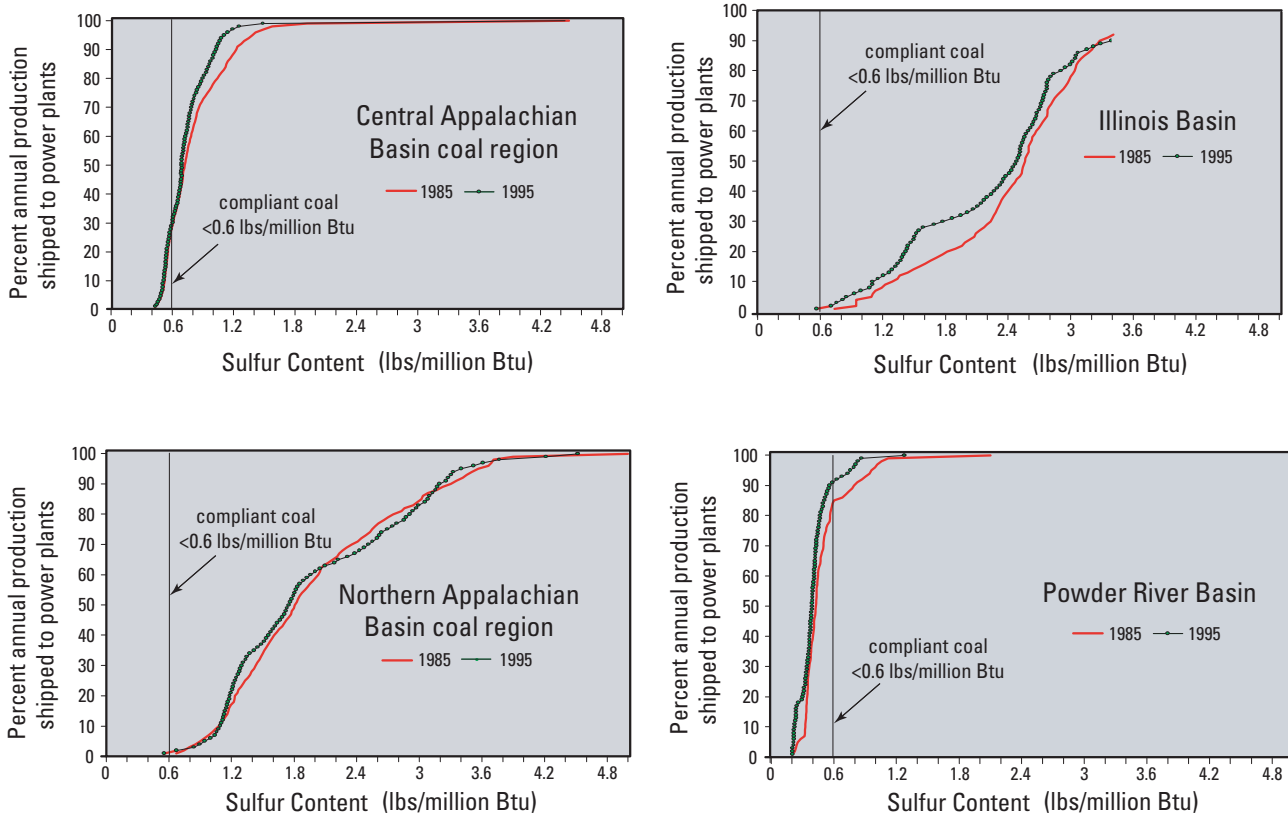 Percent annual production
shipped to power plants
100
90
80
70
60
50
40
30
20
10
0
Central Appalachian
Basin coal region
1985 1995
compliant coal
<0.6 lbs/million Btu
0 0.6 1.2 1.8 2.4 3 3.6 4.2 4.8
Sulfur Content (lbs/million Btu)
Percent annual production
shipped to power plants
100
90
80
70
60
50
40
30
20
10
0
compliant coal
<0.6 lbs/million Btu
Illinois Basin
1985 1995
0 0.6 1.2 1.8 2.4 3 3.6 4.2 4.8
Sulfur Content (lbs/million Btu)
Percent annual production
shipped to power plants
100
90
80
70
60
50
40
30
20
10
0
compliant coal
<0.6 lbs/million Btu
Northern Appalachian
Basin coal region
1985 1995
0 0.6 1.2 1.8 2.4 3 3.6 4.2 4.8
Sulfur Content (lbs/million Btu)
Percent annual production
shipped to power plants
100
90
80
70
60
50
40
30
20
10
0
Powder River Basin
1985 1995
compliant coal
<0.6 lbs/million Btu
0 0.6 1.2 1.8 2.4 3 3.6 4.2 4.8
Sulfur Content (lbs/million Btu)